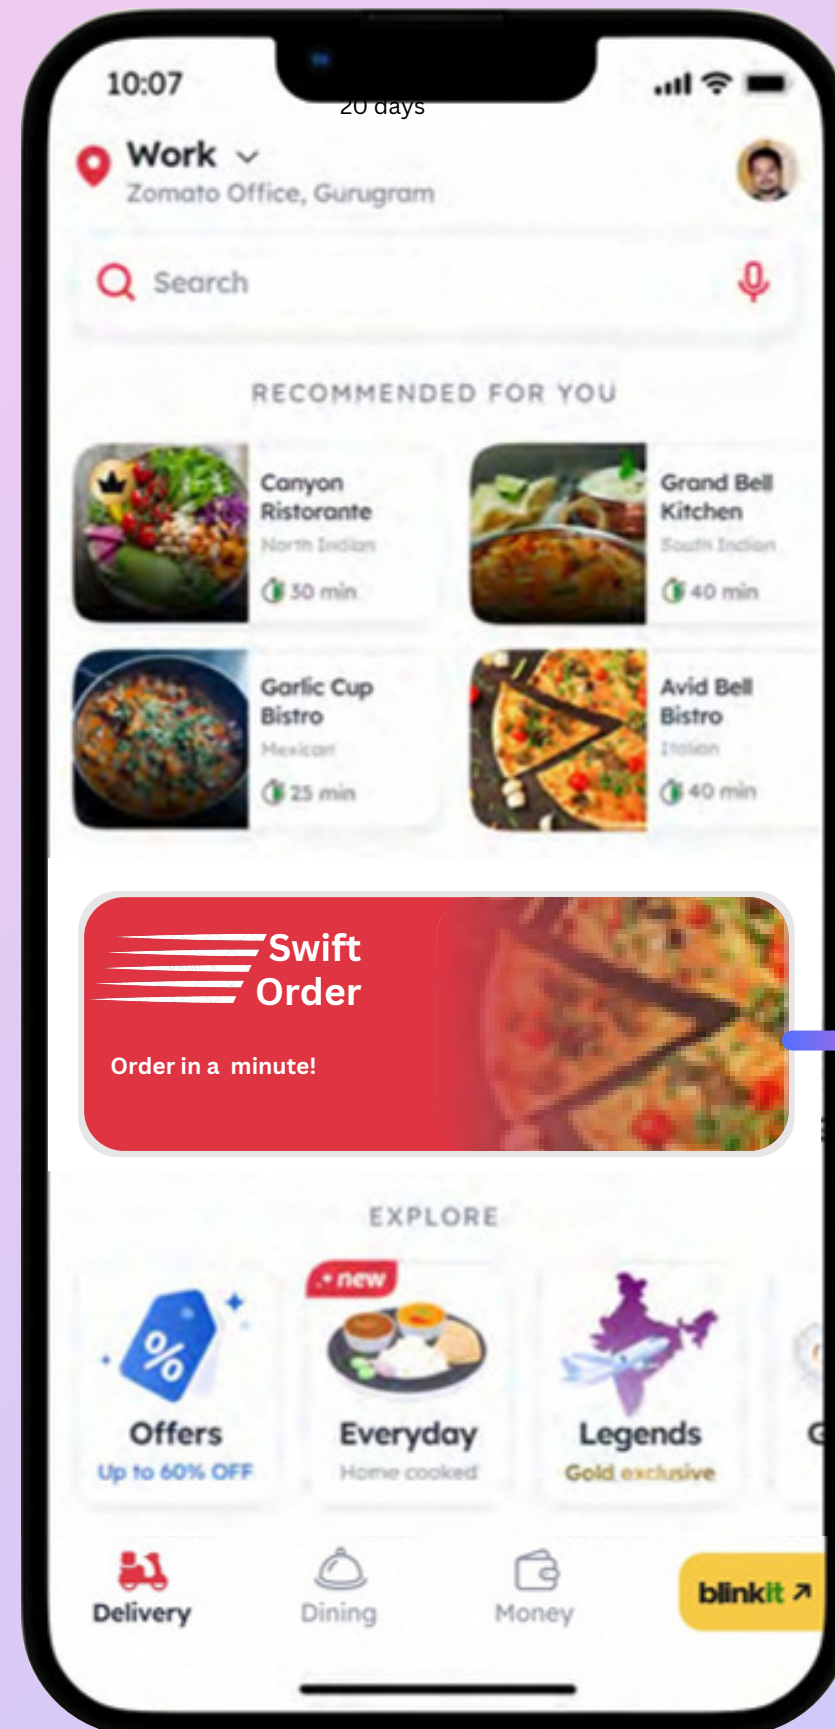 10:07
20 days
Work
Zomato Office, Gurugram
Search
RECOMMENDED FOR YOU
Canyon
Ristorante
North Indian
30 min
Grand Bell
Kitchen
South Indian
40 min
Garlic Cup
Bistro
Mexican
25 min
Avid Bell
Bistro
Italian
40 min
Swift
Order
Order in a  minute!
EXPLORE
%
new
Offers
Up to 60% OFF
Everyday
Home cooked
Legends
Gold exclusive
Delivery
Dining
Money
blinkit